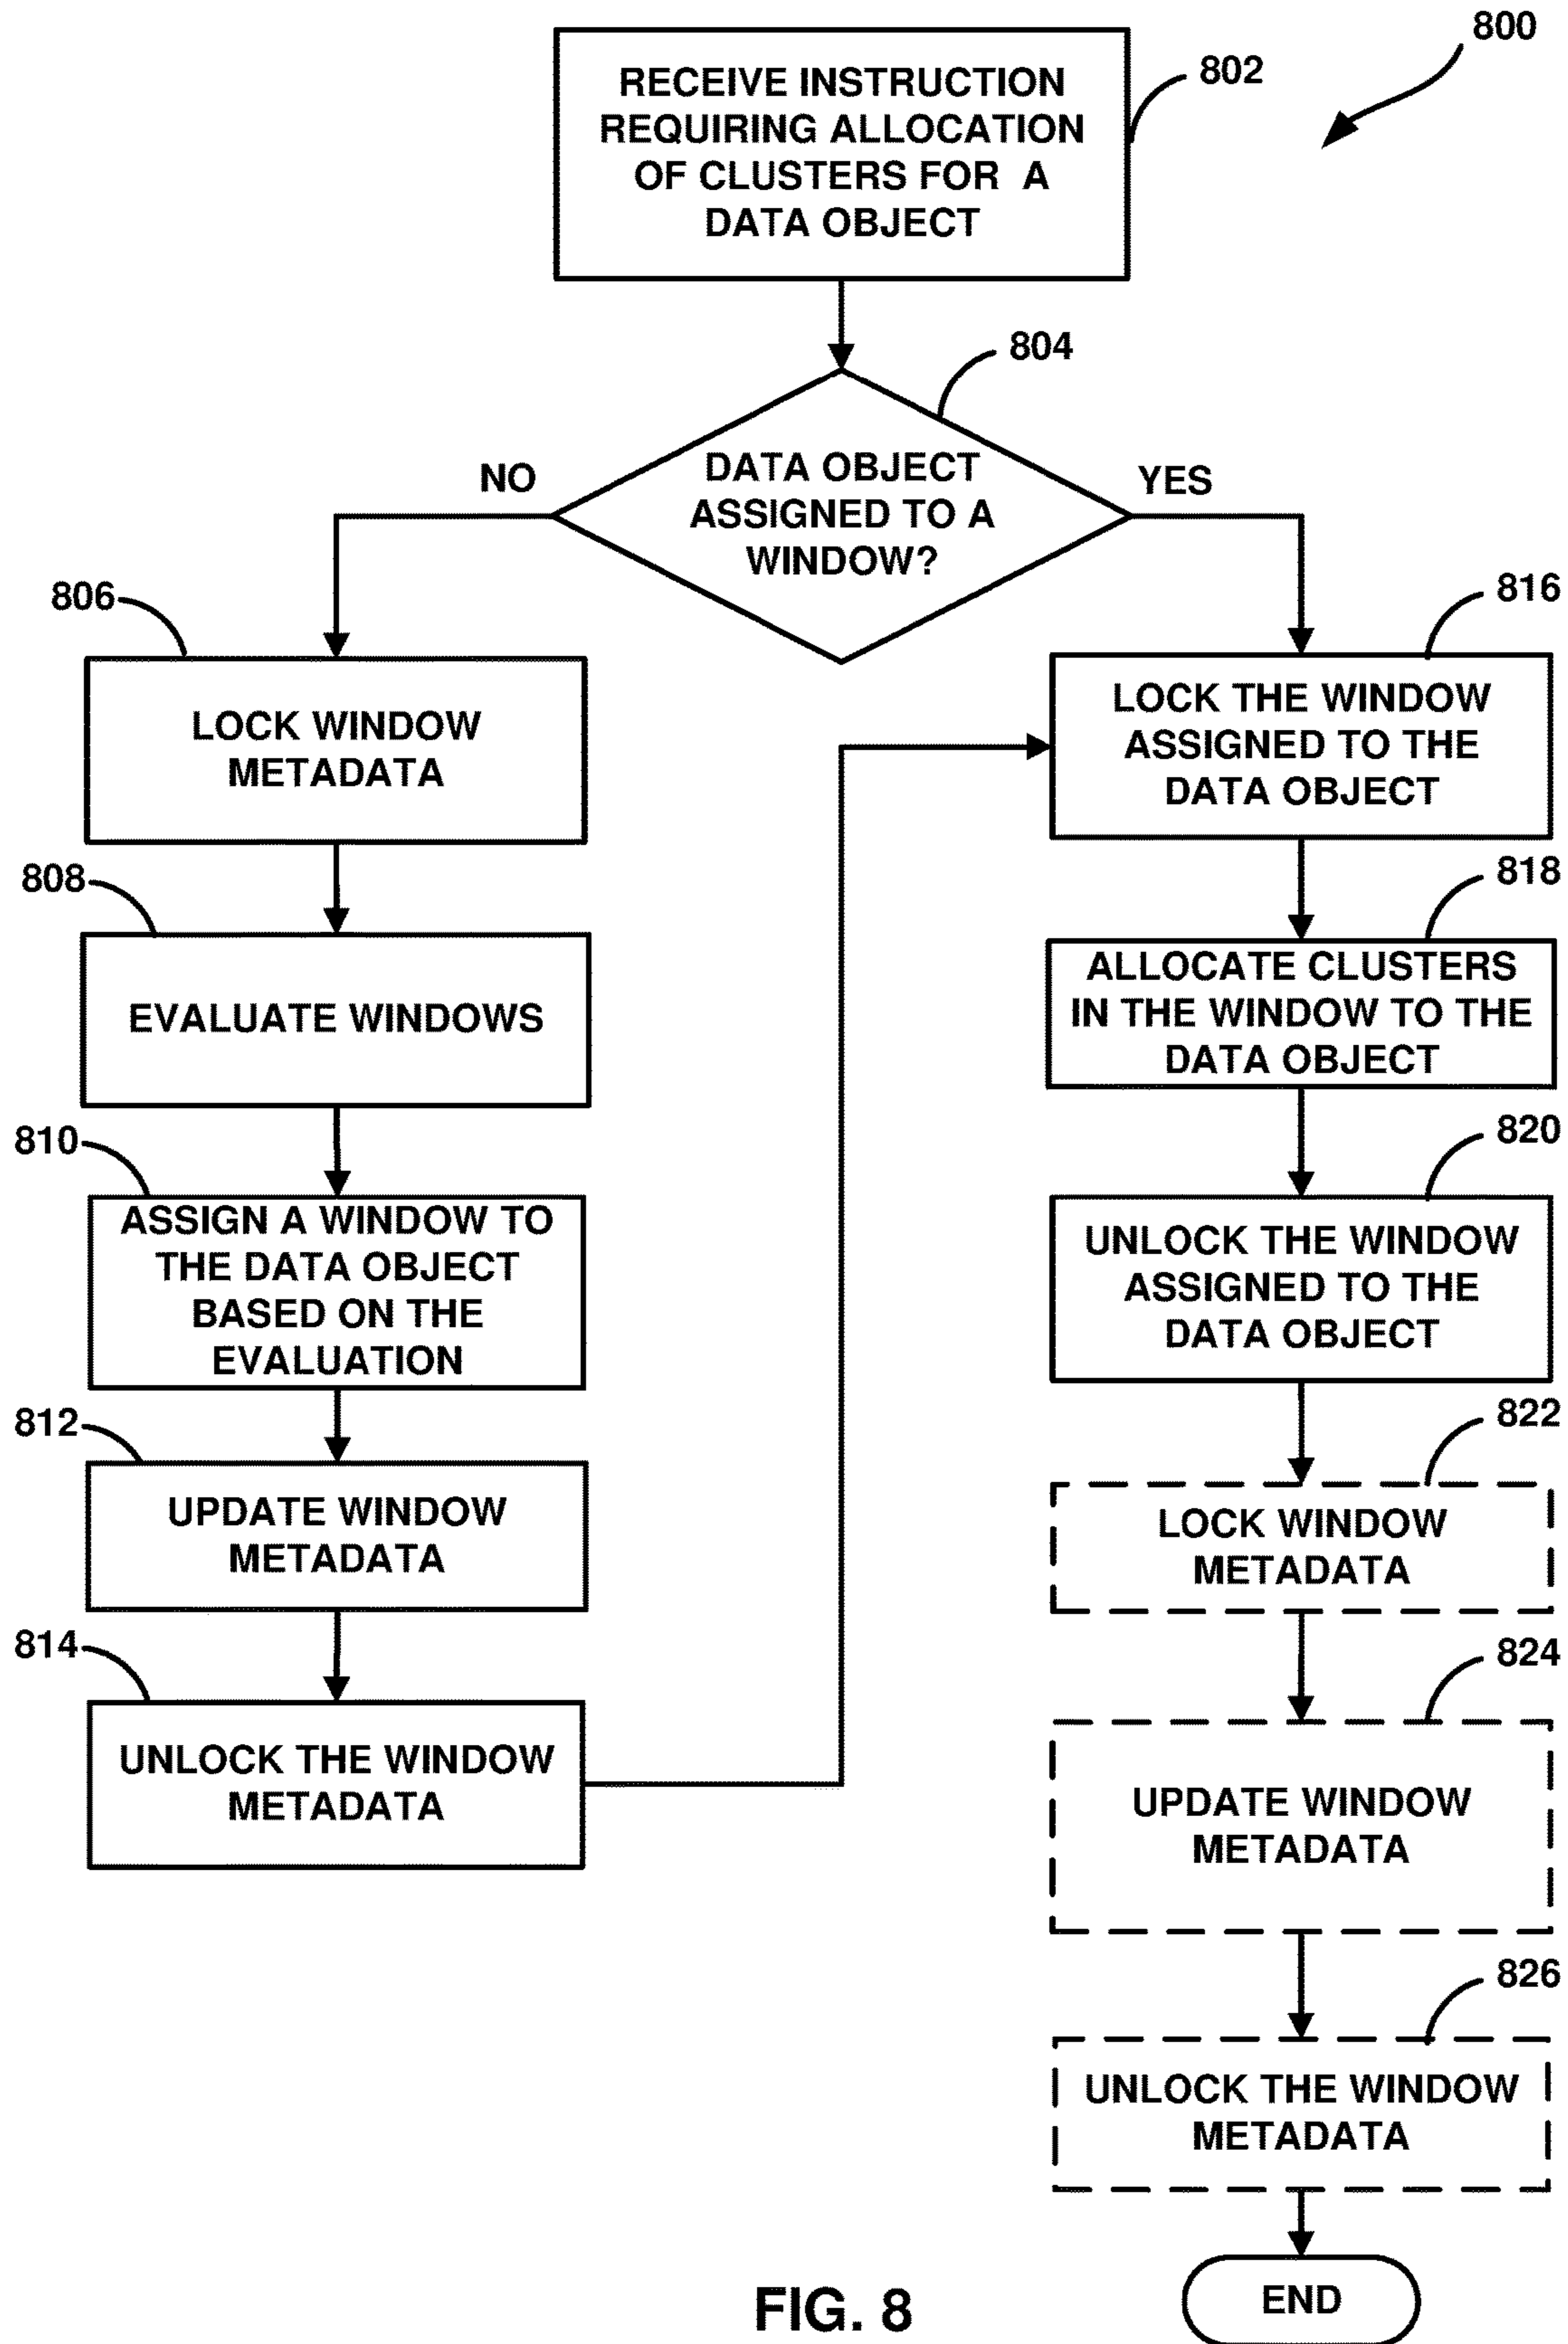 800
802
RECEIVE INSTRUCTION
REQUIRING ALLOCATION
OF CLUSTERS FOR A
DATA OBJECT
804
DATA OBJECT
ASSIGNED TO A
WINDOW?
NO
YES
806
LOCK WINDOW
METADATA
808
EVALUATE WINDOWS
810
ASSIGN A WINDOW TO
THE DATA OBJECT
BASED ON THE
EVALUATION
812
UPDATE WINDOW
METADATA
814
UNLOCK THE WINDOW
METADATA
816
LOCK THE WINDOW
ASSIGNED TO THE
DATA OBJECT
818
ALLOCATE CLUSTERS
IN THE WINDOW TO THE
DATA OBJECT
820
UNLOCK THE WINDOW
ASSIGNED TO THE
DATA OBJECT
822
LOCK WINDOW
METADATA
824
UPDATE WINDOW
METADATA
826
UNLOCK THE WINDOW
METADATA
END
FIG. 8